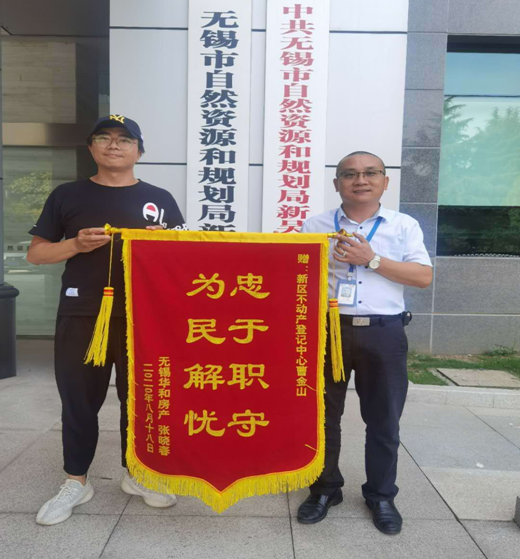 中共无锡市自然资源和规划局新吴
无锡市自然资源和规划局新
赠:新区不动产登记中心曹金山
忠于职守
为民解忧
无锡华和房产 张晓春
二〇二〇年八月十八日